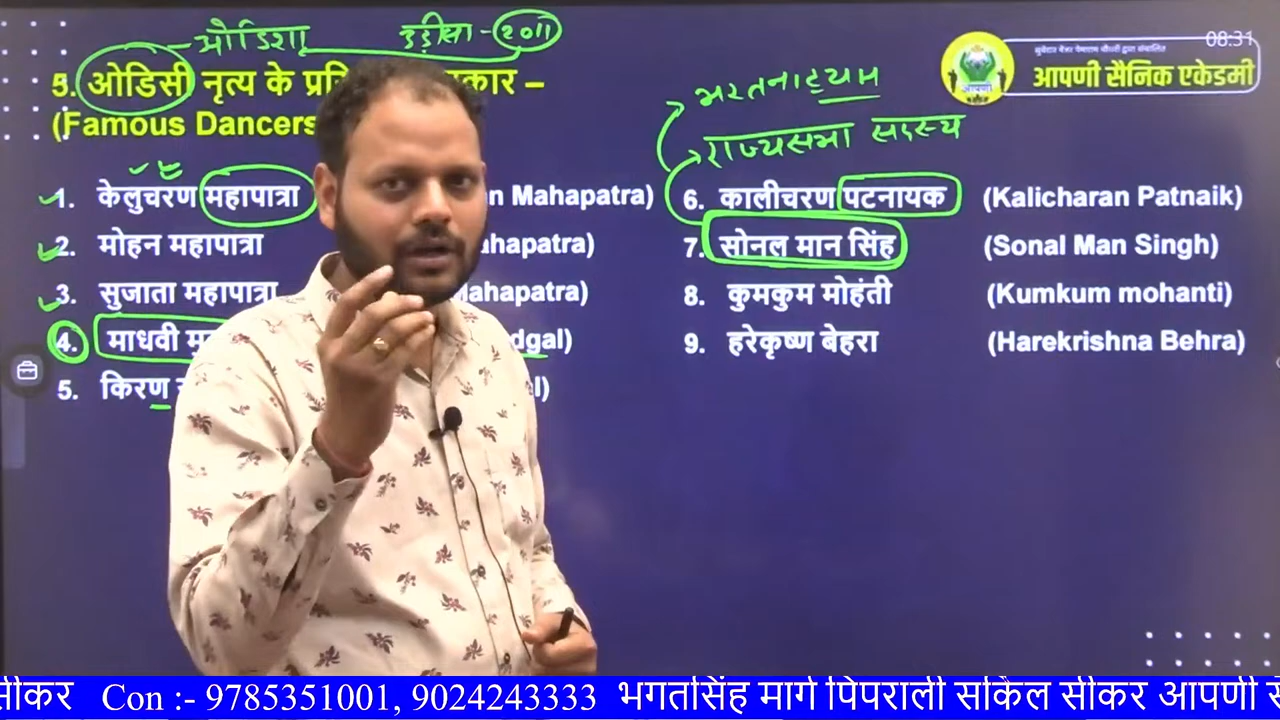 ओडिशा उड़ीसा - 2011
08:31
सुबेदार मेजर पेमाराम चौधरी द्वारा संचालित
आपणी सैनिक एकेडमी
5. ओडिसी नृत्य के कार –
(Famous Dancers
भरतनाट्यम
राज्यसभा सदस्य
1. केलुचरण महापात्रा n Mahapatra)
2. मोहन महापात्रा ahapatra)
3. सुजाता महापात्रा Mahapatra)
4. माधवी मु dgal)
5. किरण l)
6. कालीचरण पटनायक (Kalicharan Patnaik)
7. सोनल मान सिंह (Sonal Man Singh)
8. कुमकुम मोहंती (Kumkum mohanti)
9. हरेकृष्ण बेहरा (Harekrishna Behra)
सीकर Con :- 9785351001, 9024243333 भगतसिंह मार्ग पिपराली सर्किल सीकर आपणी